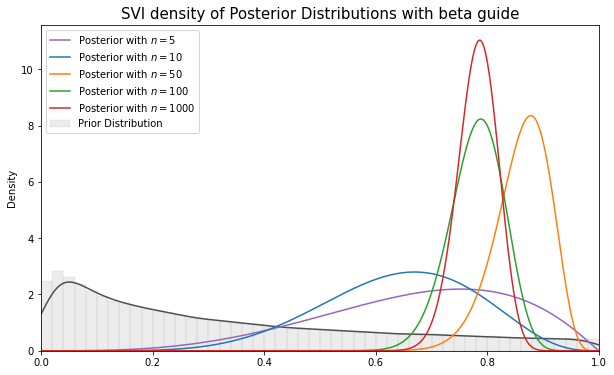 SVI density of Posterior Distributions with beta guide
Posterior with n = 5
Posterior with n = 10
Posterior with n = 50
Posterior with n = 100
Posterior with n = 1000
Prior Distribution
Density
10
8
6
4
2
0
0.0 0.2 0.4 0.6 0.8 1.0